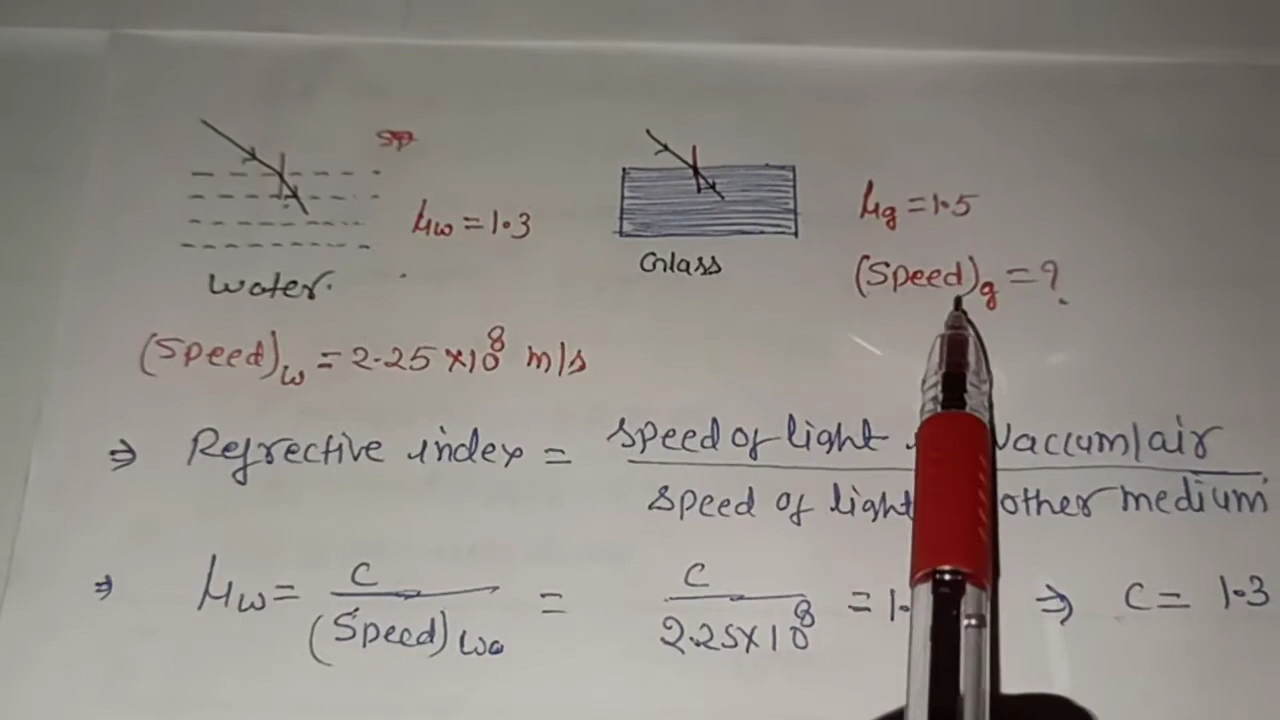 Sp
μw = 1.3
μg = 1.5
Water.
Glass
(Speed)g = ?
(Speed)w = 2.25 × 10^8 m/s
⇒ Refrective index = speed of light Vaccum/air
speed of light other medium
⇒ μw = c / (Speed)wa = c / 2.25×10^8 = 1. ⇒ c = 1.3